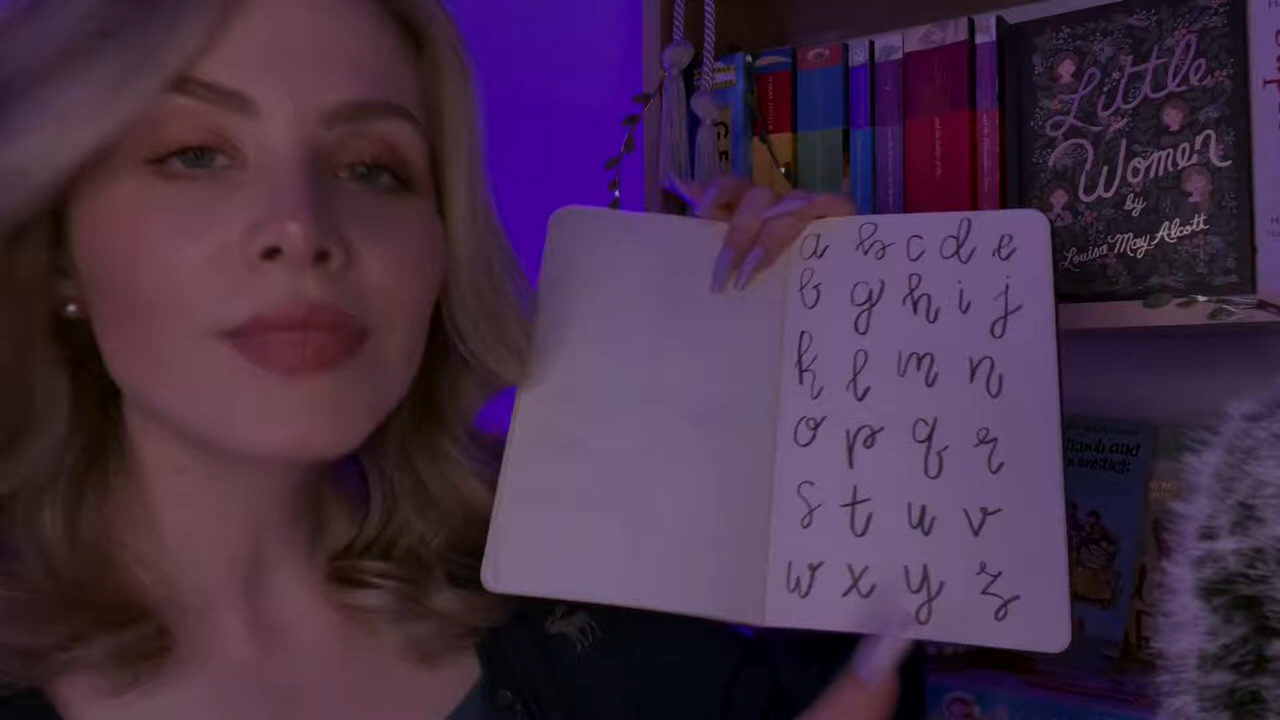 a b c d e
f g h i j
k l m n
o p q r
s t u v
w x y z
Little
Women
by
Louisa May Alcott